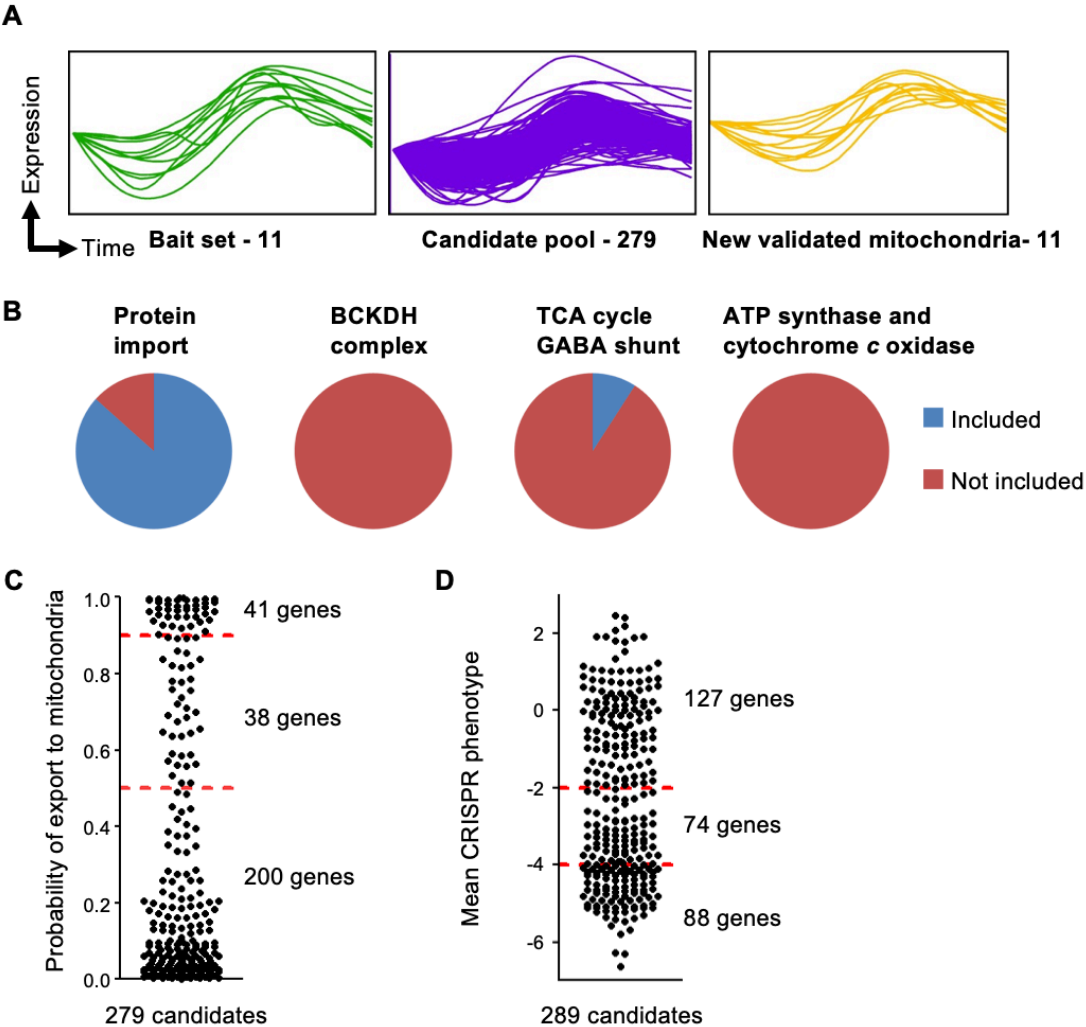 A
Expression
Time
Bait set - 11
Candidate pool - 279
New validated mitochondria- 11
B
Protein
import
BCKDH
complex
TCA cycle
GABA shunt
ATP synthase and
cytochrome c oxidase
Included
Not included
C
Probability of export to mitochondria
1.0
0.8
0.6
0.4
0.2
0.0
41 genes
38 genes
200 genes
279 candidates
D
Mean CRISPR phenotype
2
0
-2
-4
-6
127 genes
74 genes
88 genes
289 candidates